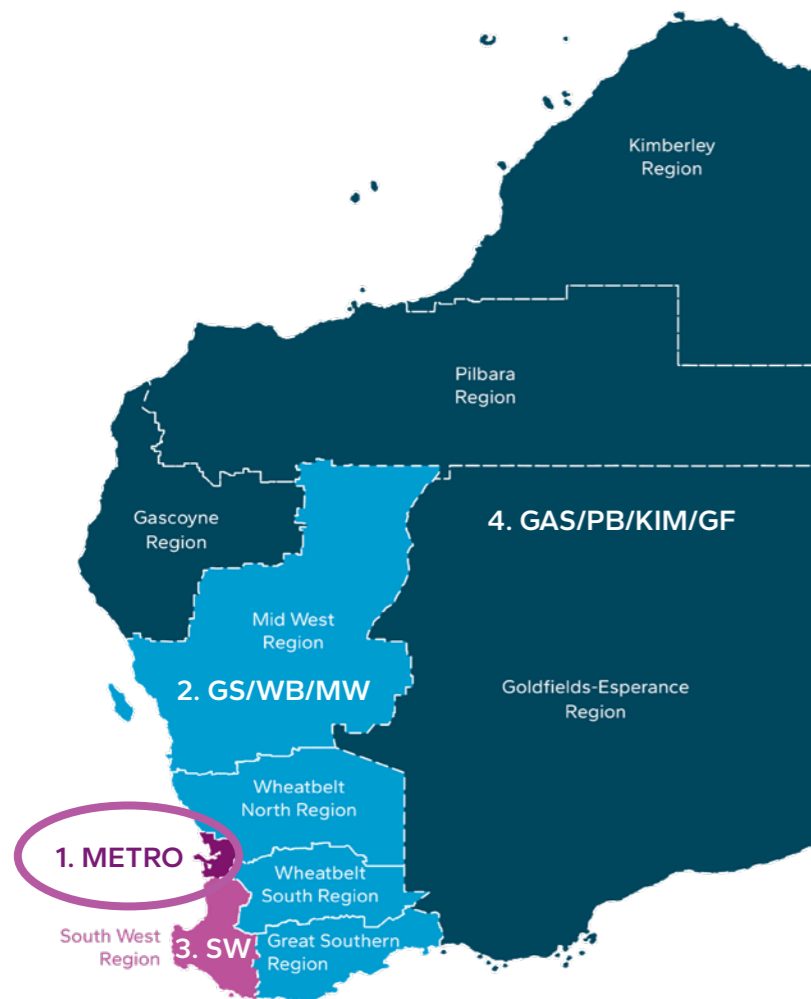 Kimberley
Region
Pilbara
Region
Gascoyne
Region
4. GAS/PB/KIM/GF
Mid West
Region
2. GS/WB/MW
Goldfields-Esperance
Region
Wheatbelt
North Region
1. METRO
Wheatbelt
South Region
South West
Region
3. SW
Great Southern
Region